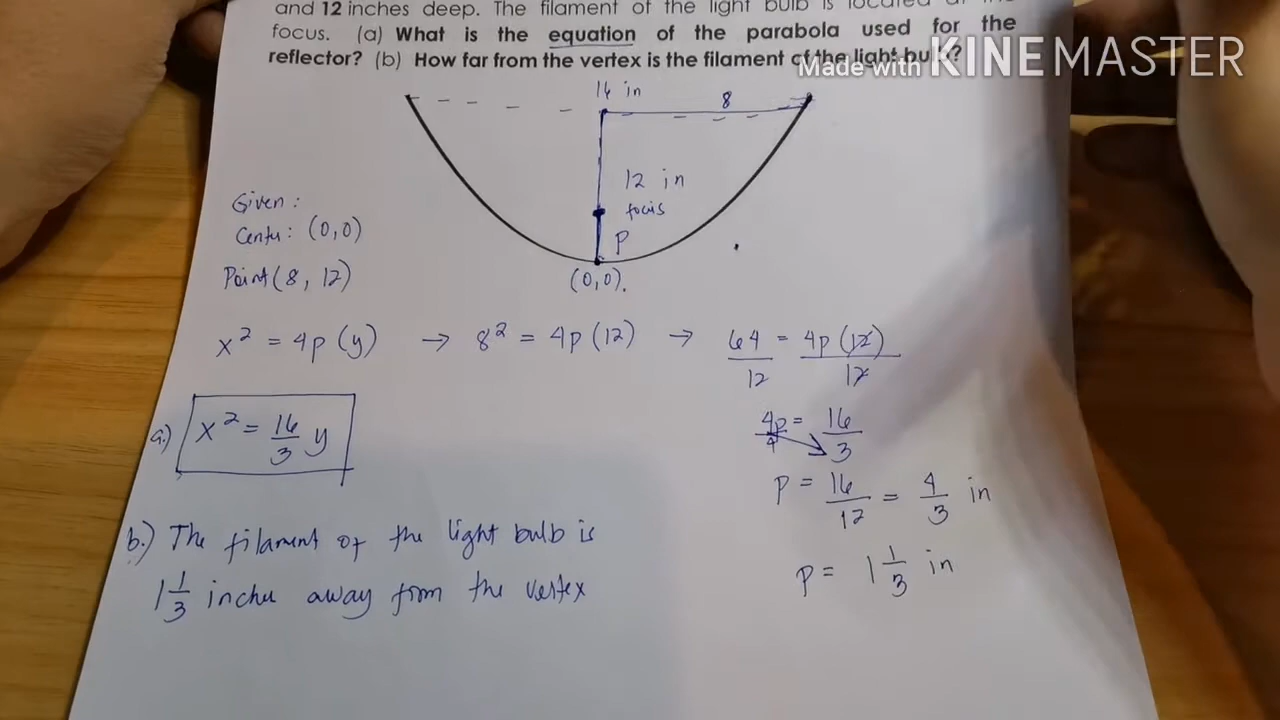 and 12 inches deep. The filament of the light bulb is located at the
focus. (a) What is the equation of the parabola used for the
reflector? (b) How far from the vertex is the filament of the light bulb?
Made with KINEMASTER
16 in
8
12 in
focus
P
(0,0).
Given:
Center: (0,0)
Point (8, 12)
x² = 4p (y) → 8² = 4p (12) → 64/12 = 4p (12)/12
4p/4 = 16/3
a.) x² = 16/3 y
P = 16/12 = 4/3 in
b.) The filament of the light bulb is
1 1/3 inches away from the vertex
P = 1 1/3 in